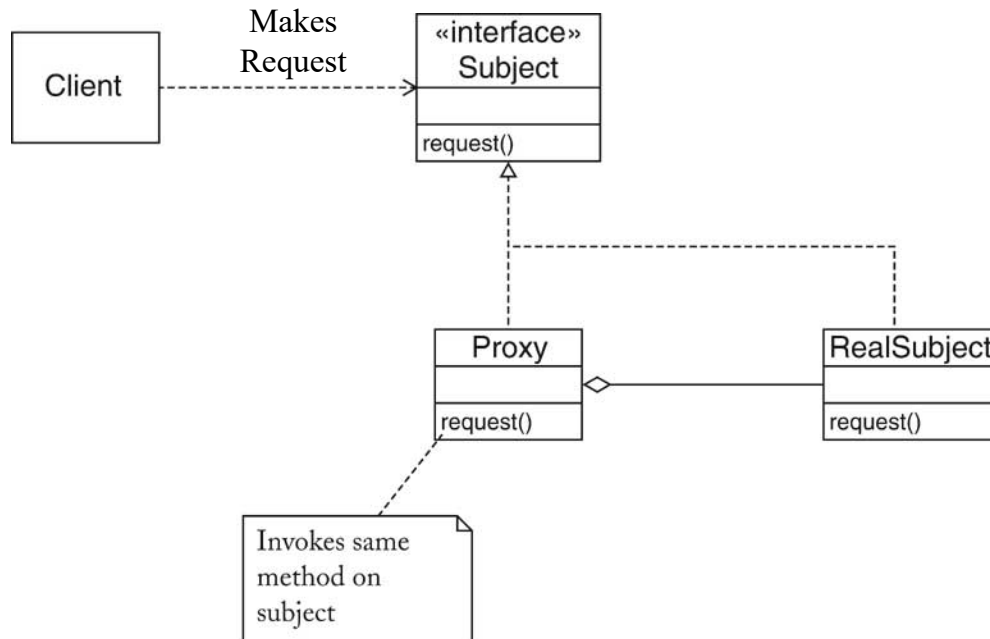 Makes
Request
«interface»
Subject
Client
request()
Proxy
RealSubject
request()
request()
Invokes same
method on
subject